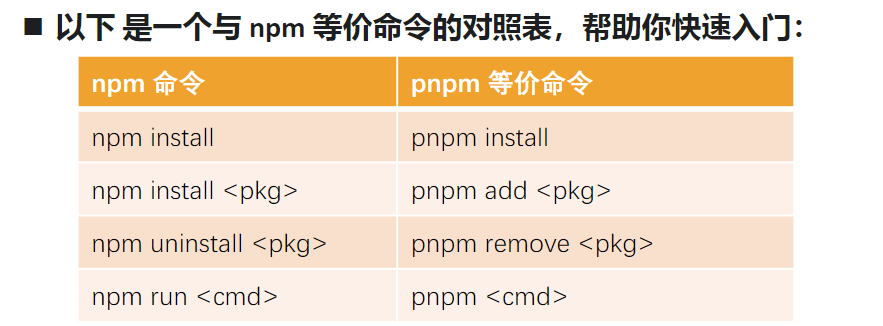 ■ 以下 是一个与 npm 等价命令的对照表，帮助你快速入门：
npm 命令 pnpm 等价命令
npm install pnpm install
npm install <pkg> pnpm add <pkg>
npm uninstall <pkg> pnpm remove <pkg>
npm run <cmd> pnpm <cmd>